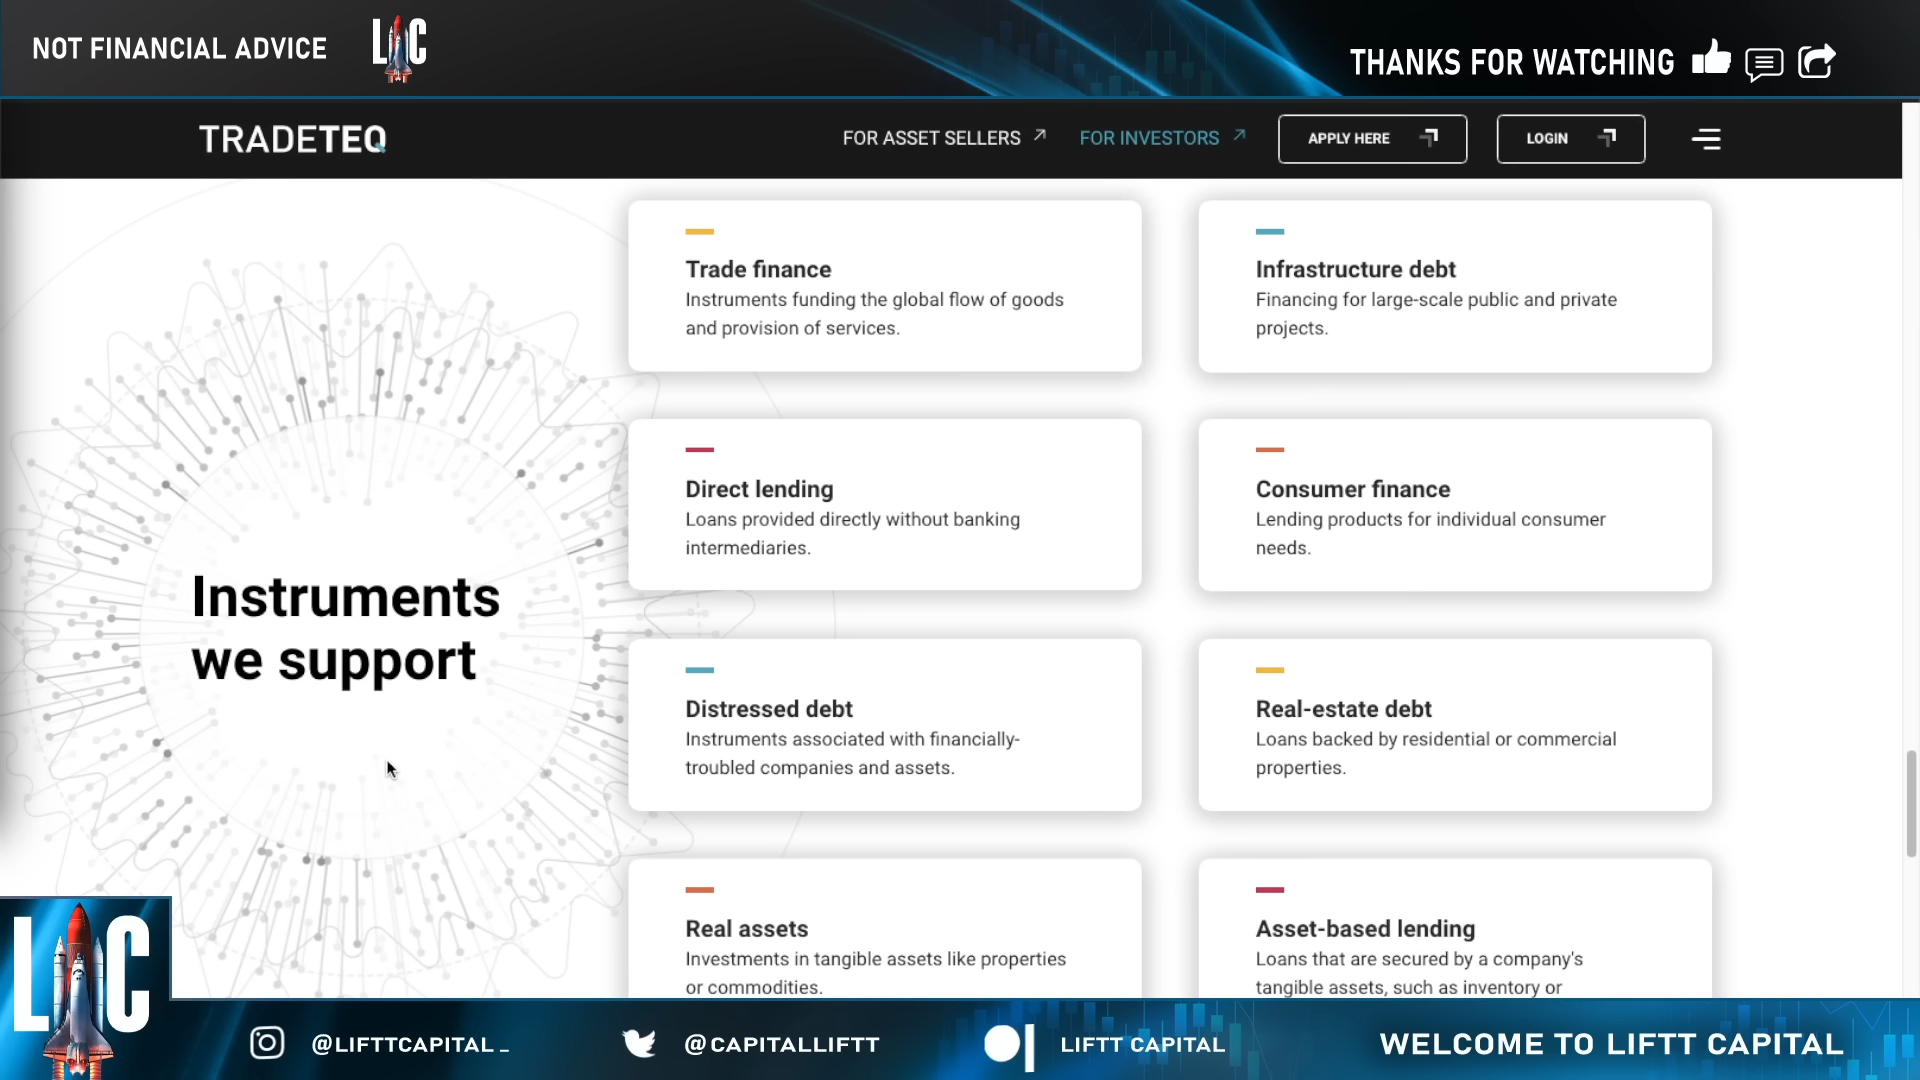 NOT FINANCIAL ADVICE
LC
THANKS FOR WATCHING
TRADETEQ
FOR ASSET SELLERS
FOR INVESTORS
APPLY HERE
LOGIN
Instruments
we support
Trade finance
Instruments funding the global flow of goods
and provision of services.
Infrastructure debt
Financing for large-scale public and private
projects.
Direct lending
Loans provided directly without banking
intermediaries.
Consumer finance
Lending products for individual consumer
needs.
Distressed debt
Instruments associated with financially-
troubled companies and assets.
Real-estate debt
Loans backed by residential or commercial
properties.
Real assets
Investments in tangible assets like properties
or commodities.
Asset-based lending
Loans that are secured by a company's
tangible assets, such as inventory or
LC
@LIFTTCAPITAL_
@CAPITALLIFTT
LIFTT CAPITAL
WELCOME TO LIFTT CAPITAL